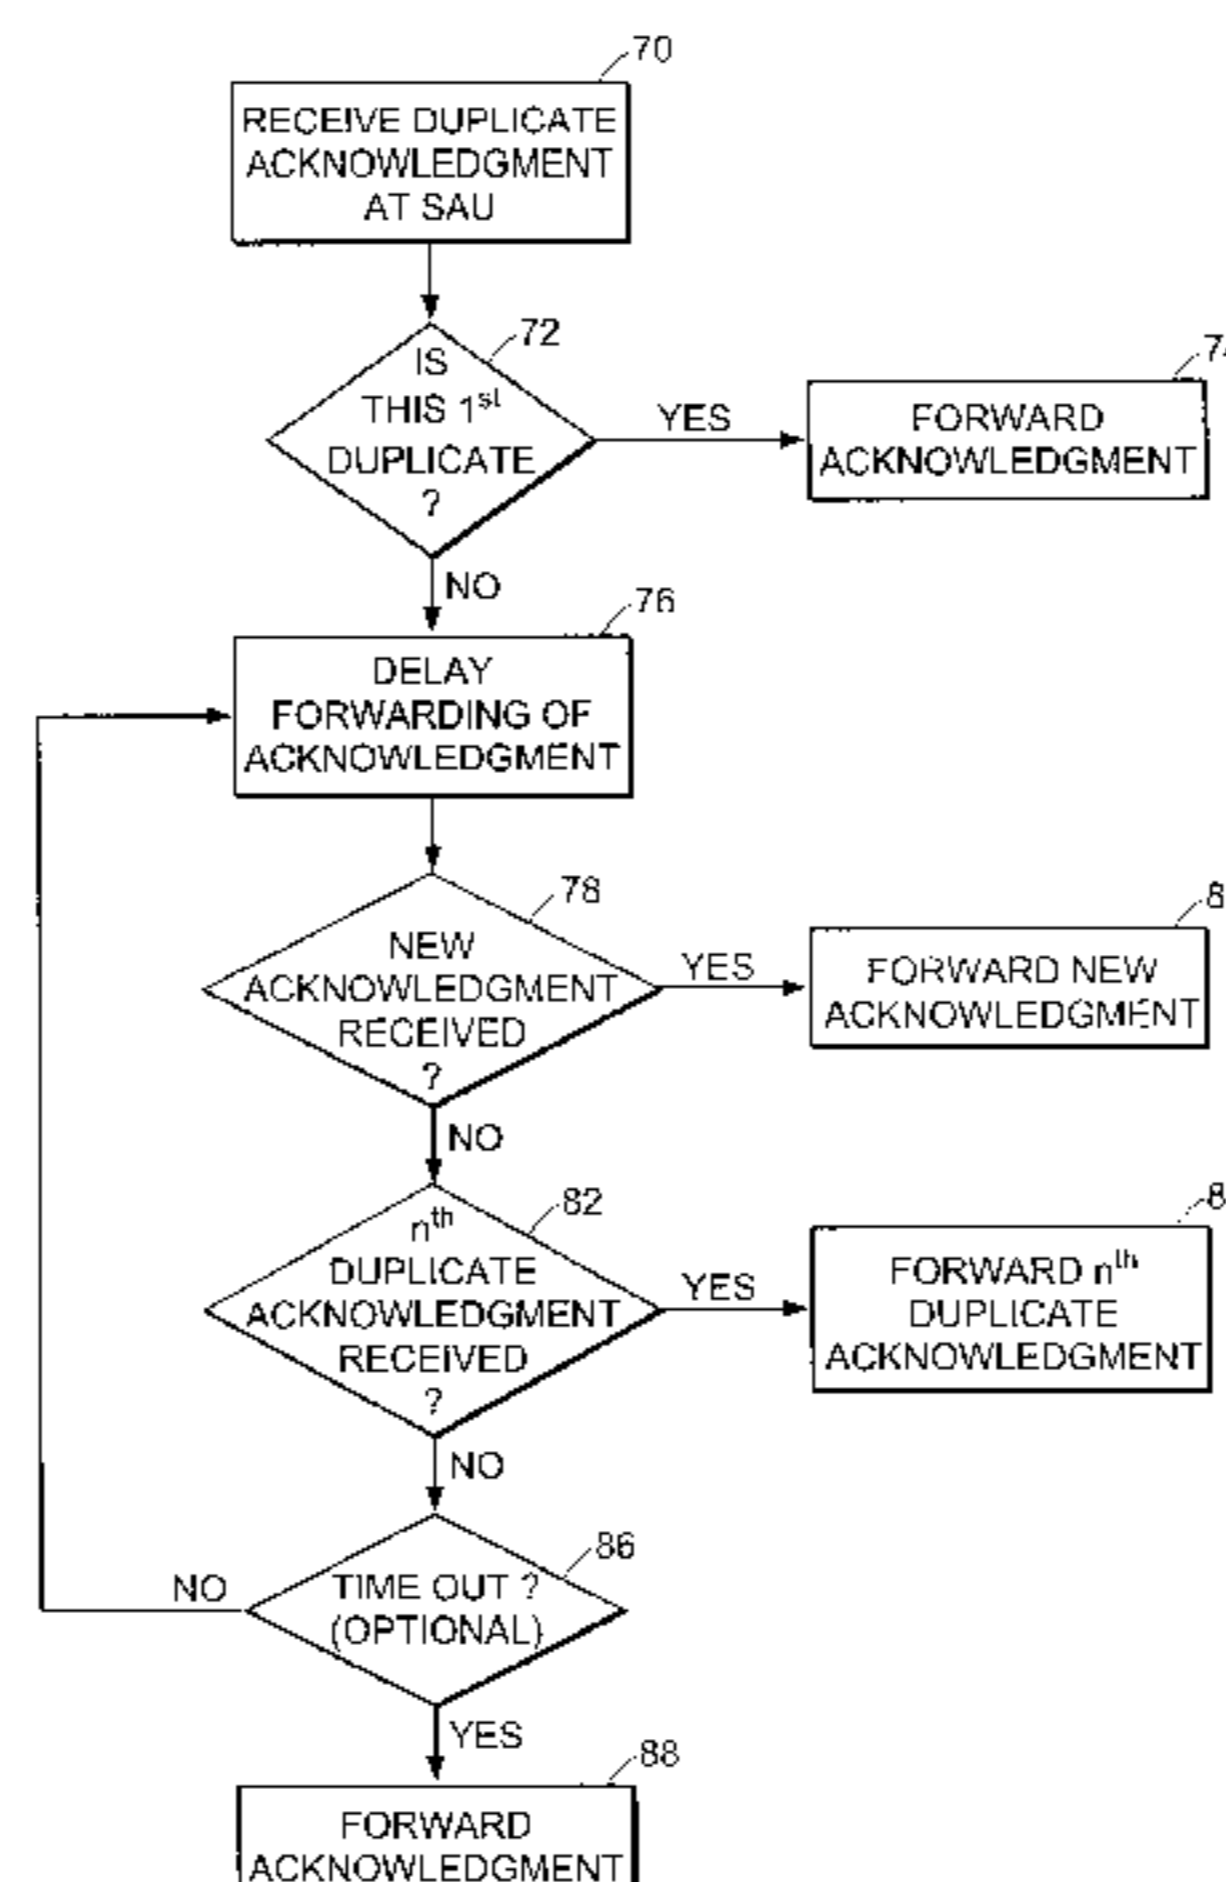 70
RECEIVE DUPLICATE
ACKNOWLEDGMENT
AT SAU
72
IS
THIS 1st
DUPLICATE
?
YES
FORWARD
ACKNOWLEDGMENT
NO
76
DELAY
FORWARDING OF
ACKNOWLEDGMENT
78
NEW
ACKNOWLEDGMENT
RECEIVED
?
YES
FORWARD NEW
ACKNOWLEDGMENT
NO
82
nth
DUPLICATE
ACKNOWLEDGMENT
RECEIVED
?
YES
FORWARD nth
DUPLICATE
ACKNOWLEDGMENT
NO
86
TIME OUT ?
(OPTIONAL)
NO
YES
88
FORWARD
ACKNOWLEDGMENT